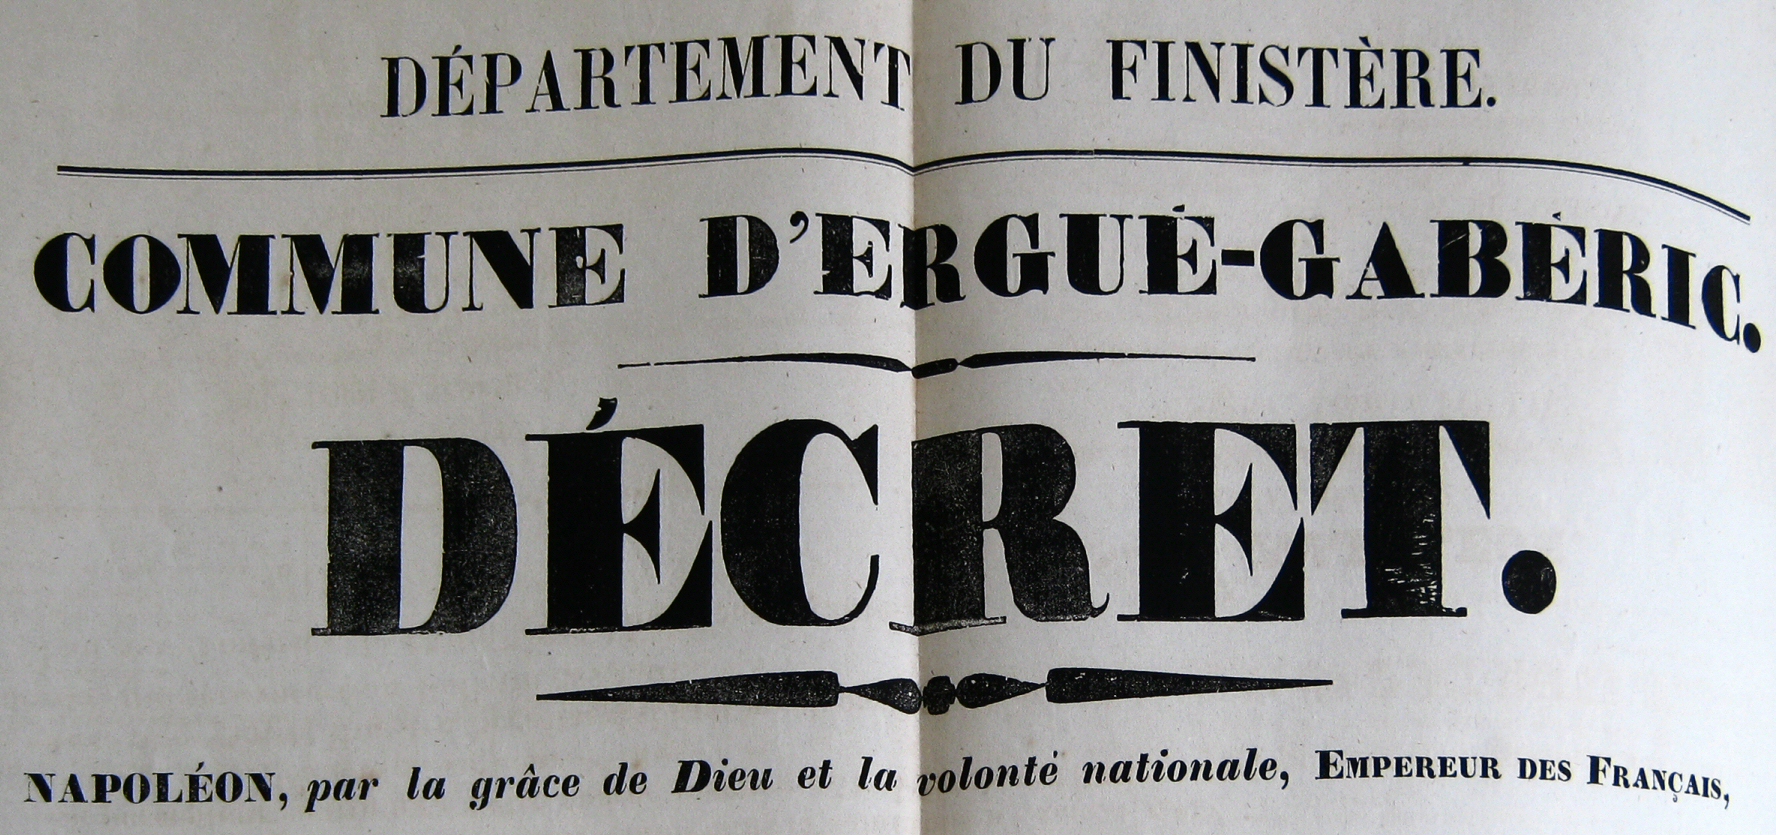 DÉPARTEMENT DU FINISTÈRE.
COMMUNE D'ERGUÉ-GABÉRIC.
DÉCRET.
NAPOLÉON, par la grâce de Dieu et la volonté nationale, EMPEREUR DES FRANÇAIS,